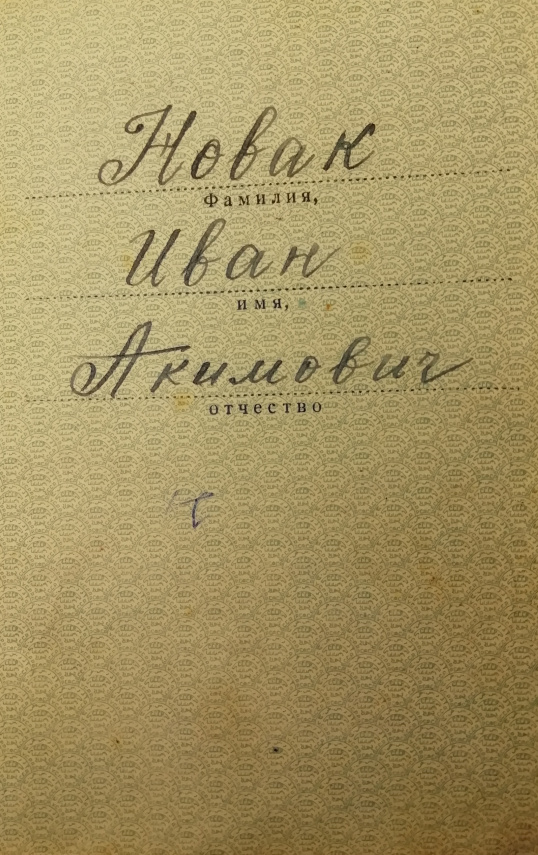 Новак
Фамилия,
Иван
имя,
Акимович
отчество